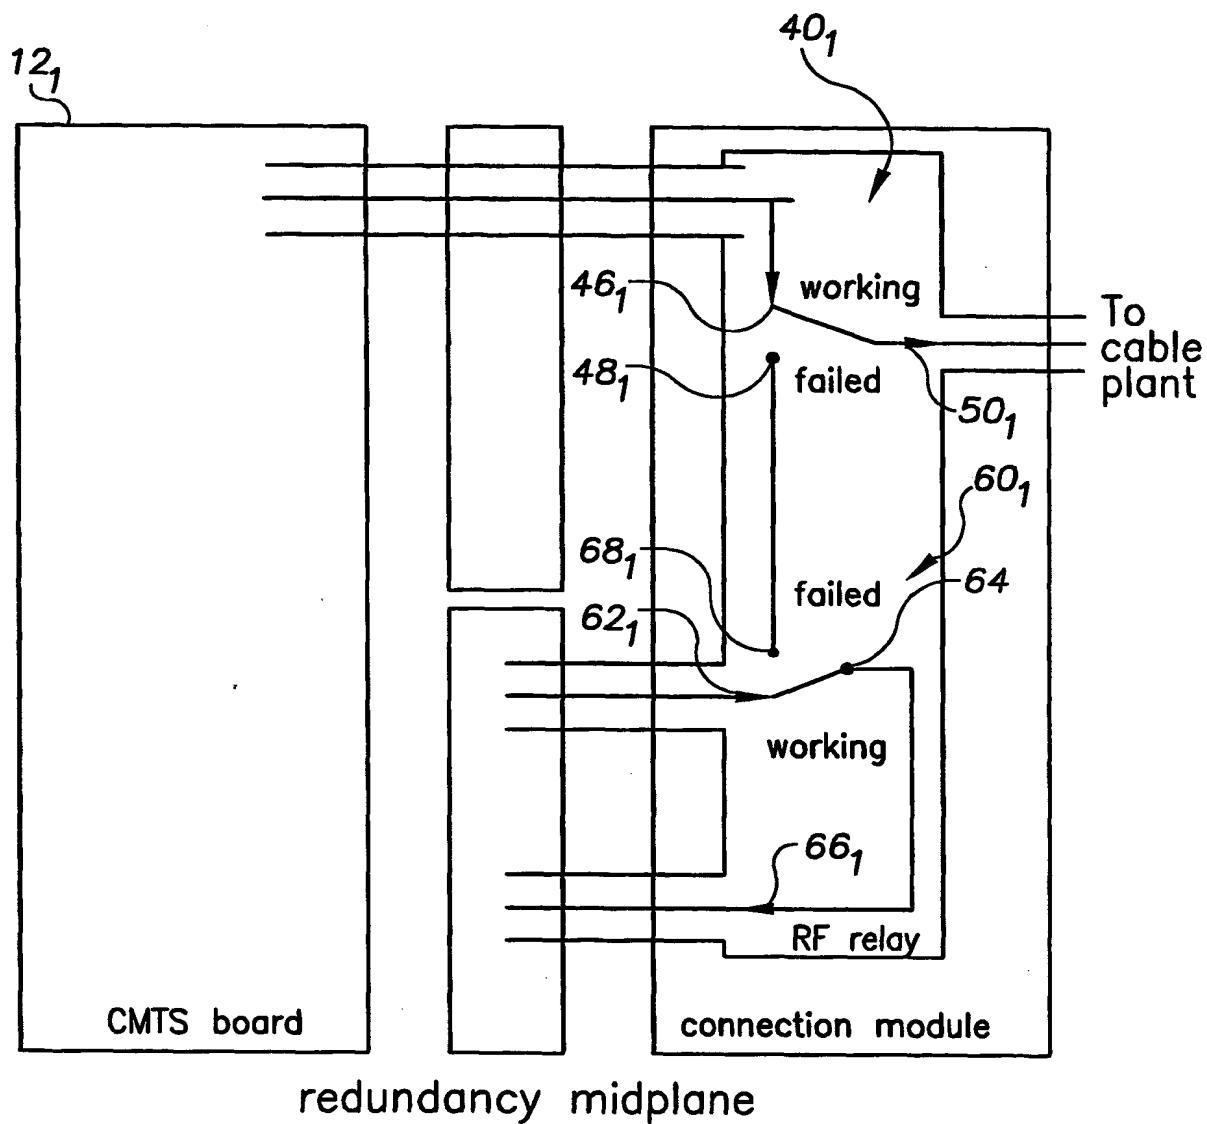 40₁
12₁
46₁
working
To
cable
plant
48₁
failed
50₁
60₁
68₁
failed
64
62₁
working
66₁
RF relay
CMTS board
connection module
redundancy midplane